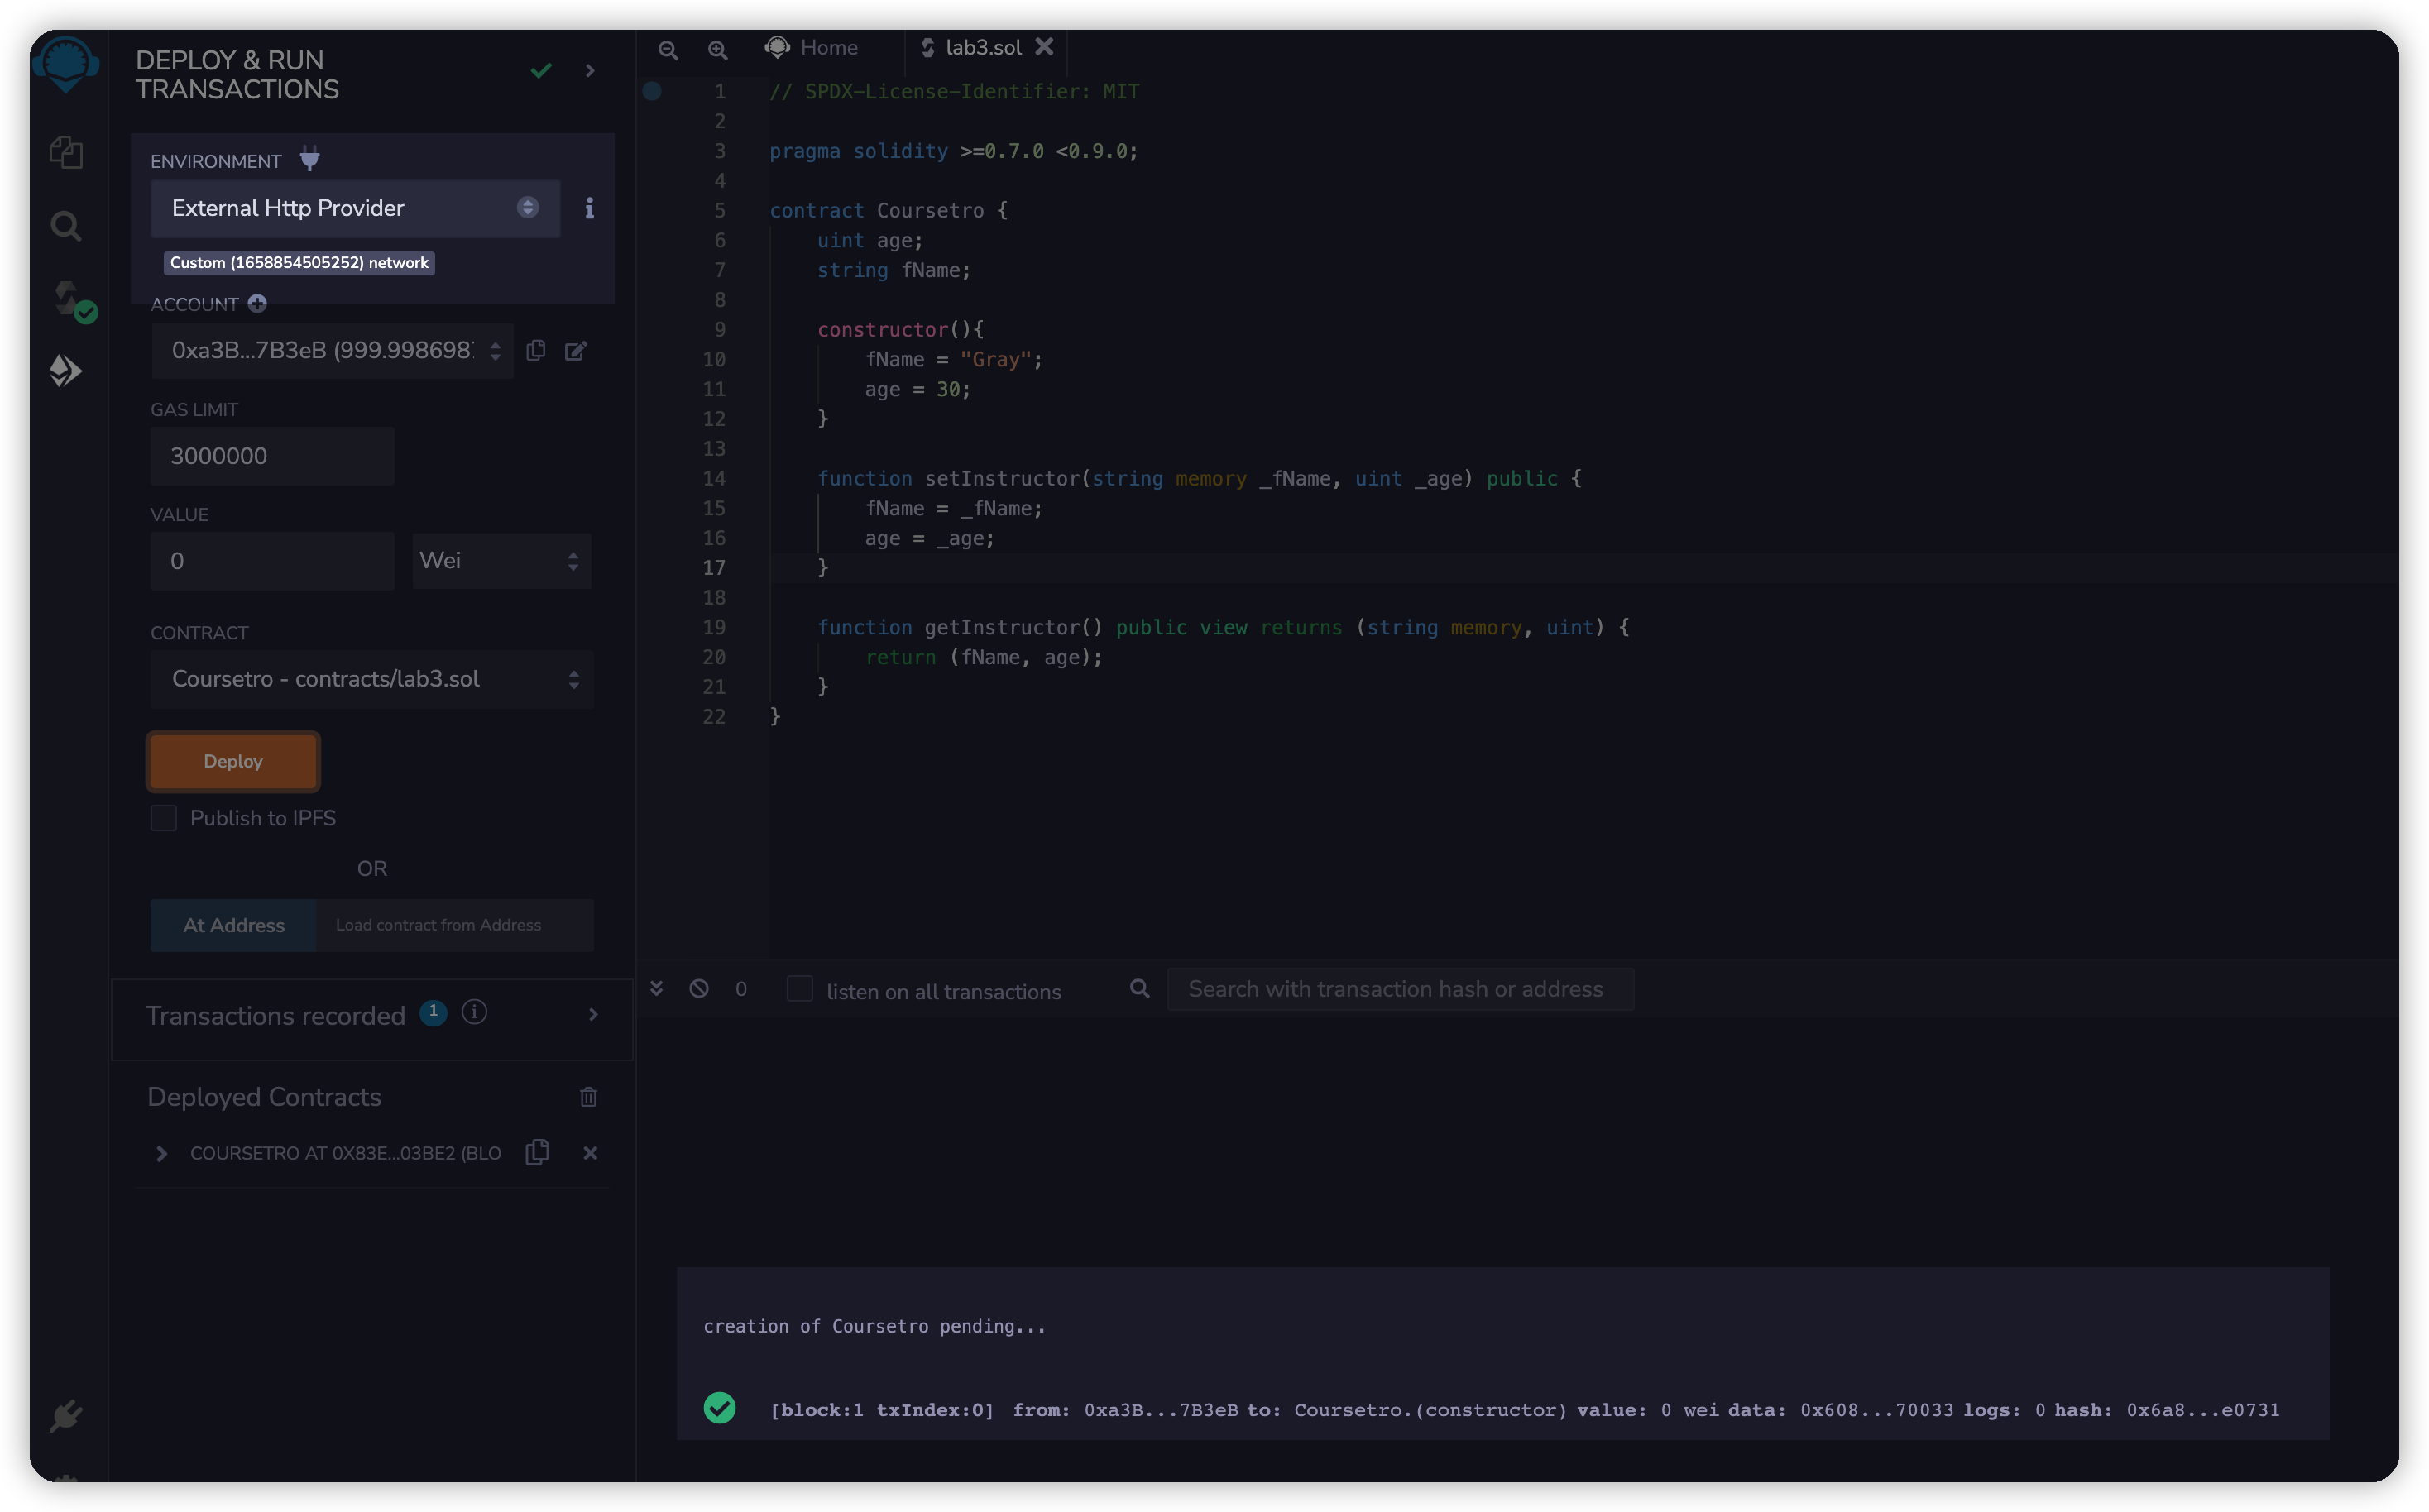 DEPLOY & RUN
TRANSACTIONS
ENVIRONMENT
External Http Provider
Custom (1658854505252) network
ACCOUNT
0xa3B...7B3eB (999.998698
GAS LIMIT
3000000
VALUE
0
Wei
CONTRACT
Coursetro - contracts/lab3.sol
Deploy
Publish to IPFS
OR
At Address
Load contract from Address
Transactions recorded 1 i
Deployed Contracts
COURSETRO AT 0X83E...03BE2 (BLO
Home
lab3.sol
1 // SPDX-License-Identifier: MIT
2
3 pragma solidity >=0.7.0 <0.9.0;
4
5 contract Coursetro {
6 uint age;
7 string fName;
8
9 constructor(){
10 fName = "Gray";
11 age = 30;
12 }
13
14 function setInstructor(string memory _fName, uint _age) public {
15 fName = _fName;
16 age = _age;
17 }
18
19 function getInstructor() public view returns (string memory, uint) {
20 return (fName, age);
21 }
22 }
0
listen on all transactions
Search with transaction hash or address
creation of Coursetro pending...
[block:1 txIndex:0] from: 0xa3B...7B3eB to: Coursetro.(constructor) value: 0 wei data: 0x608...70033 logs: 0 hash: 0x6a8...e0731